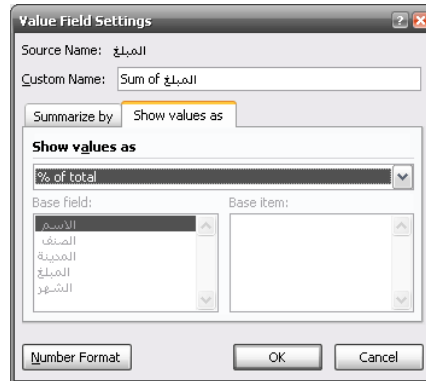 Value Field Settings
Source Name: المبلغ
Custom Name: Sum of المبلغ
Summarize by Show values as
Show values as
% of total
Base field: Base item:
الاسم
الصنف
المدينة
المبلغ
الشهر
Number Format OK Cancel